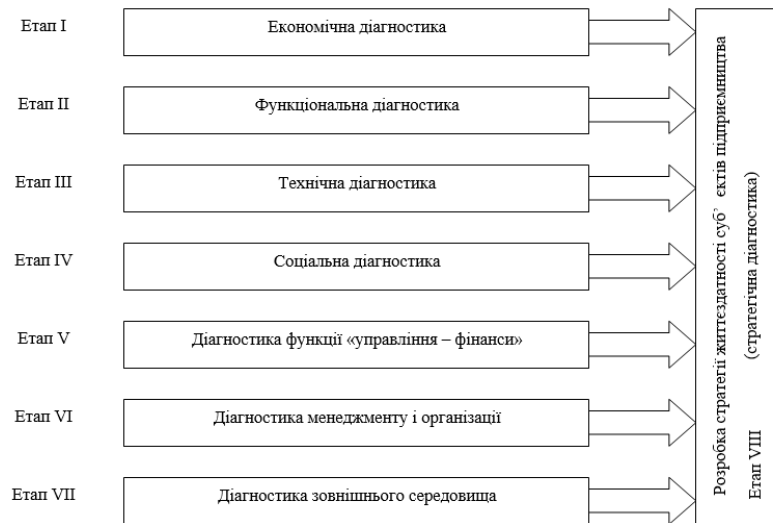 Етап I
Економічна діагностика
Етап II
Функціональна діагностика
Етап III
Технічна діагностика
Етап IV
Соціальна діагностика
Етап V
Діагностика функції «управління – фінанси»
Етап VI
Діагностика менеджменту і організації
Етап VII
Діагностика зовнішнього середовища
Розробка стратегії життєздатності суб’ єктів підприємництва
Етап VIII (стратегічна діагностика)